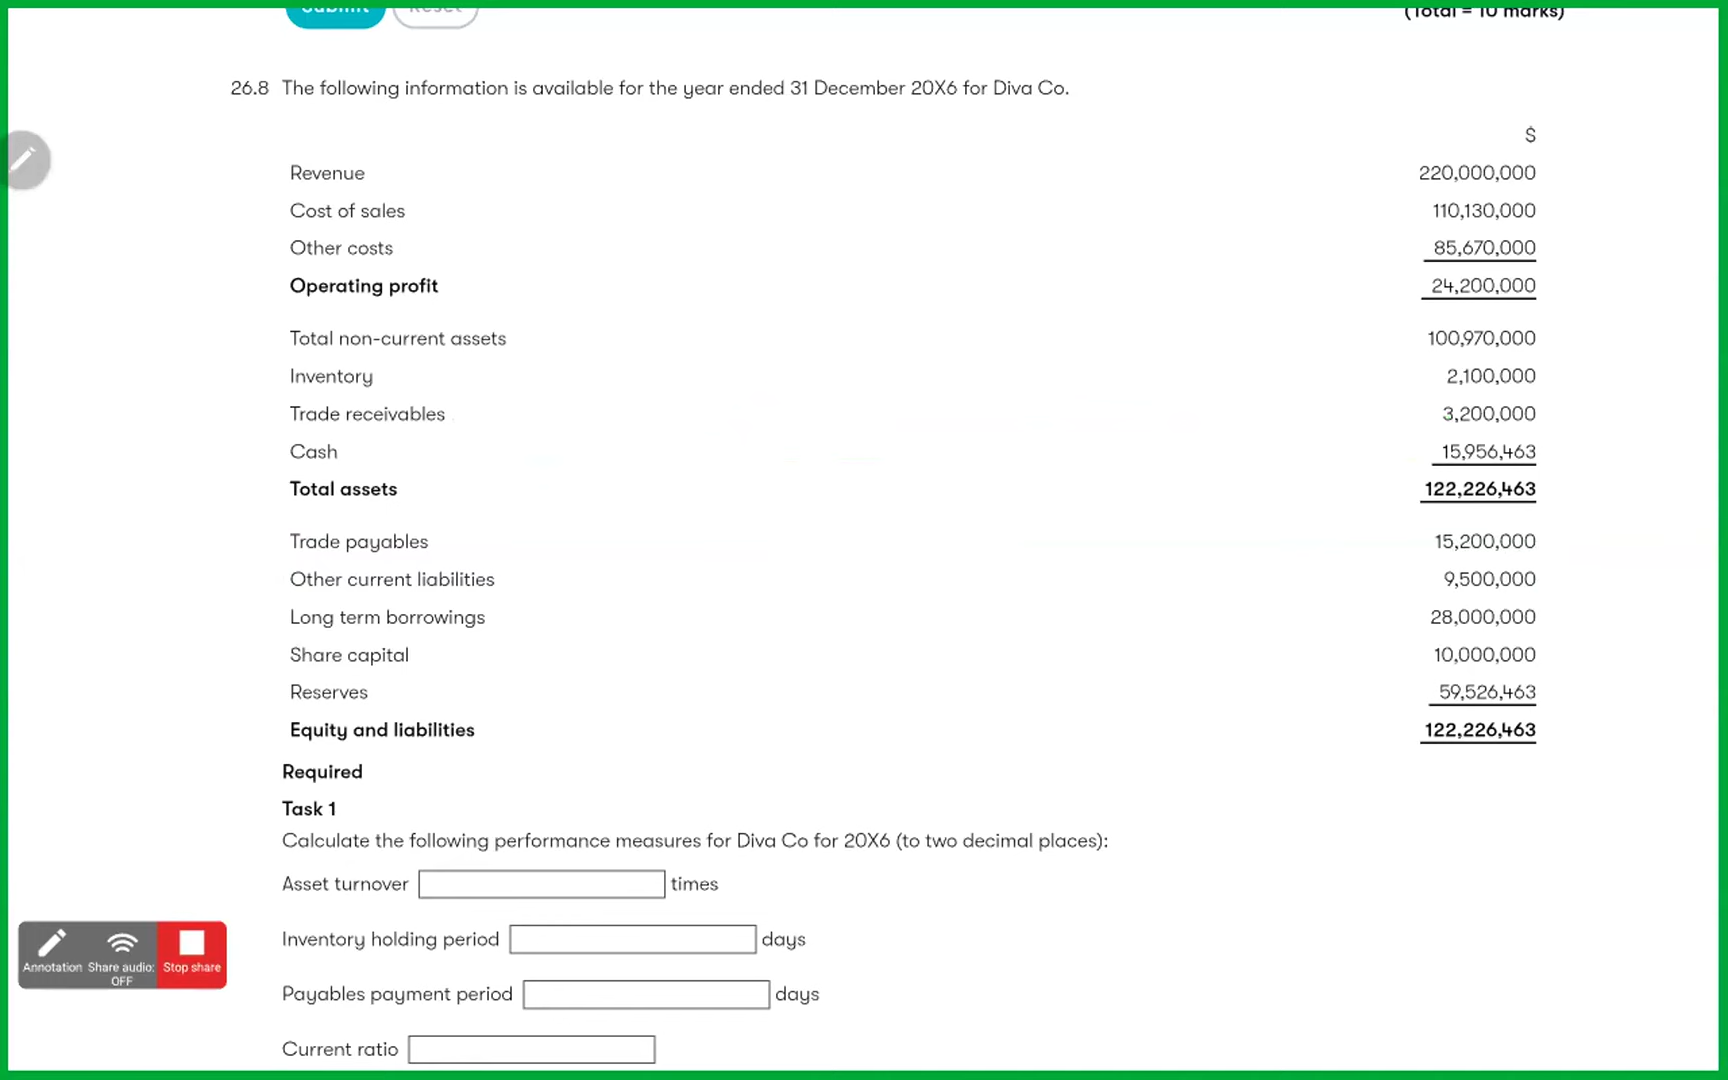 Submit Reset
(Total = 10 marks)
26.8 The following information is available for the year ended 31 December 20X6 for Diva Co.
$
Revenue 220,000,000
Cost of sales 110,130,000
Other costs 85,670,000
Operating profit 24,200,000
Total non-current assets 100,970,000
Inventory 2,100,000
Trade receivables 3,200,000
Cash 15,956,463
Total assets 122,226,463
Trade payables 15,200,000
Other current liabilities 9,500,000
Long term borrowings 28,000,000
Share capital 10,000,000
Reserves 59,526,463
Equity and liabilities 122,226,463
Required
Task 1
Calculate the following performance measures for Diva Co for 20X6 (to two decimal places):
Asset turnover times
Inventory holding period days
Payables payment period days
Current ratio
Annotation Share audio: OFF Stop share